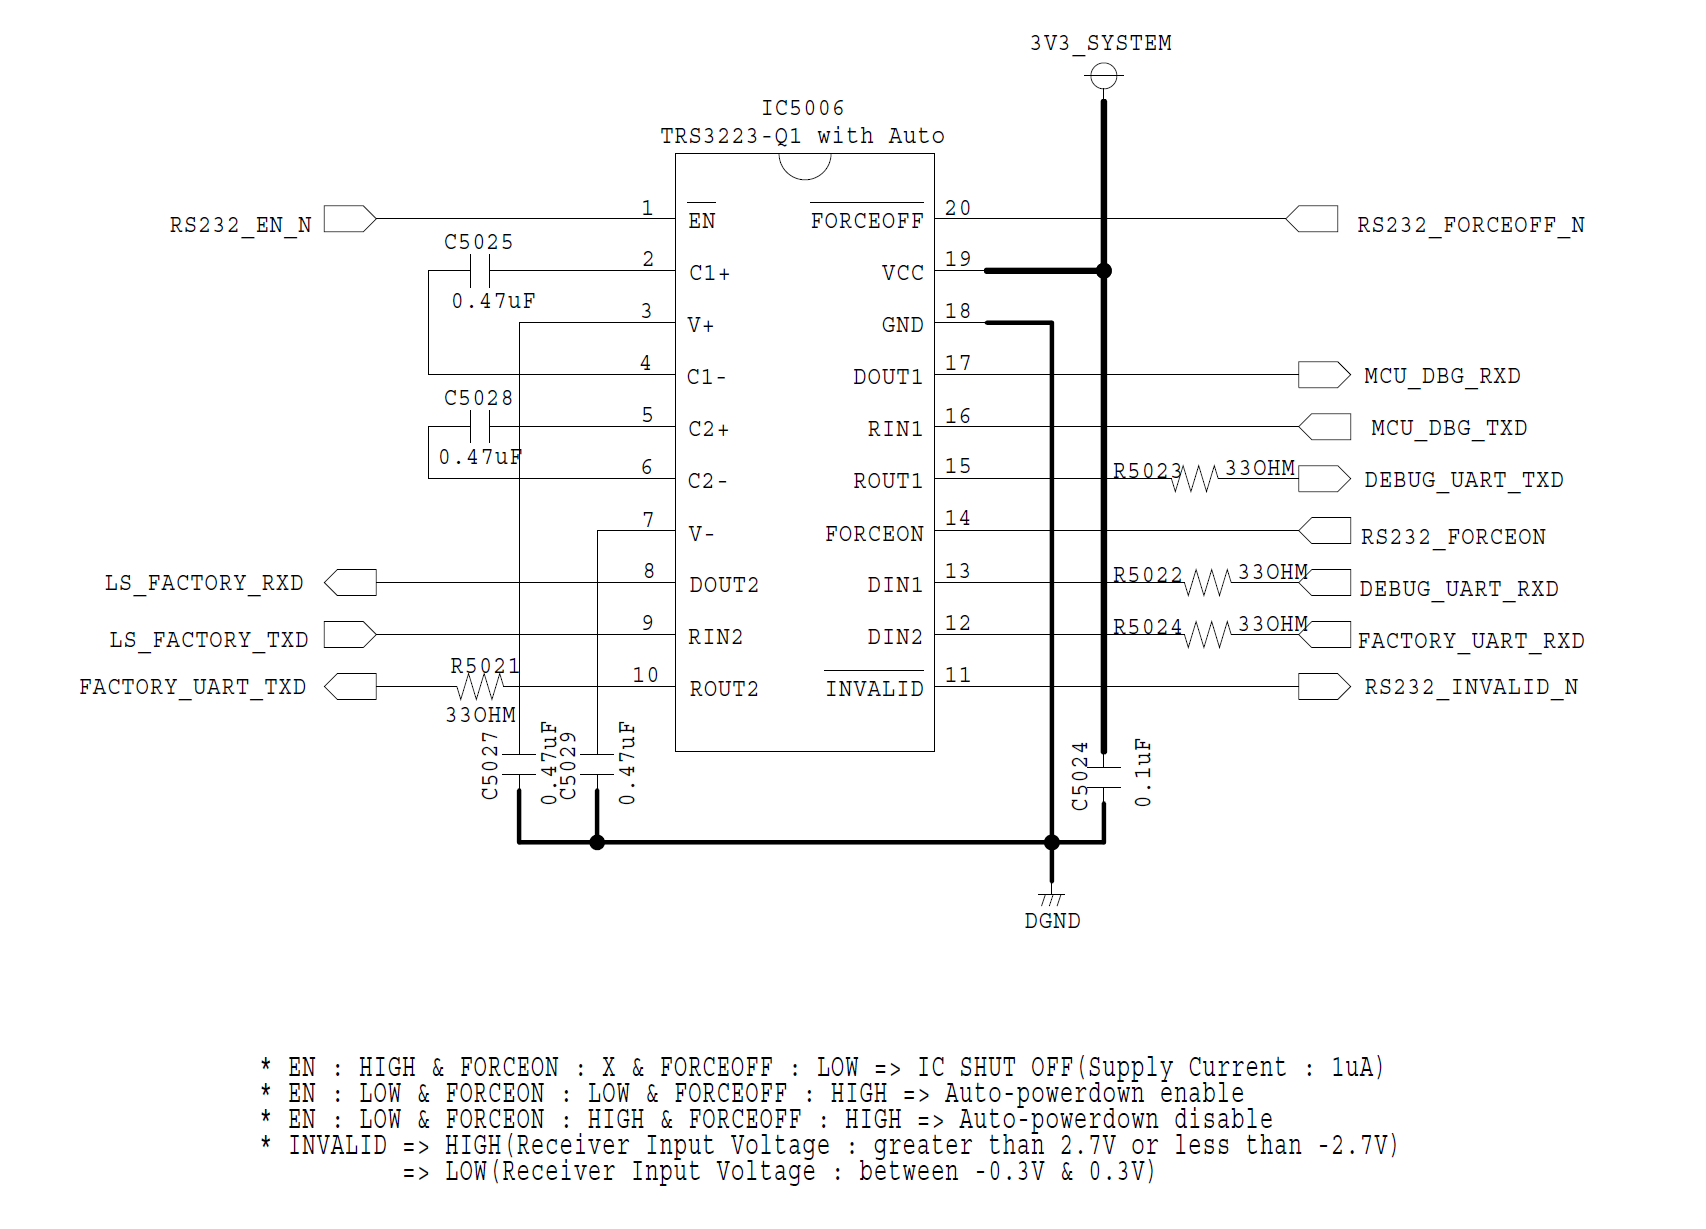 3V3_SYSTEM
IC5006
TRS3223-Q1 with Auto
RS232_EN_N
1
EN
FORCEOFF
20
RS232_FORCEOFF_N
C5025
0.47uF
2
C1+
VCC
19
3
V+
GND
18
4
C1-
DOUT1
17
MCU_DBG_RXD
C5028
0.47uF
5
C2+
RIN1
16
MCU_DBG_TXD
6
C2-
ROUT1
15
R5023
33OHM
DEBUG_UART_TXD
7
V-
FORCEON
14
RS232_FORCEON
LS_FACTORY_RXD
8
DOUT2
DIN1
13
R5022
33OHM
DEBUG_UART_RXD
LS_FACTORY_TXD
9
RIN2
DIN2
12
R5024
33OHM
FACTORY_UART_RXD
FACTORY_UART_TXD
R5021
33OHM
10
ROUT2
INVALID
11
RS232_INVALID_N
C5027
0.47uF
C5029
0.47uF
C5024
0.1uF
DGND
* EN : HIGH & FORCEON : X & FORCEOFF : LOW => IC SHUT OFF(Supply Current : 1uA)
* EN : LOW & FORCEON : LOW & FORCEOFF : HIGH => Auto-powerdown enable
* EN : LOW & FORCEON : HIGH & FORCEOFF : HIGH => Auto-powerdown disable
* INVALID => HIGH(Receiver Input Voltage : greater than 2.7V or less than -2.7V)
=> LOW(Receiver Input Voltage : between -0.3V & 0.3V)